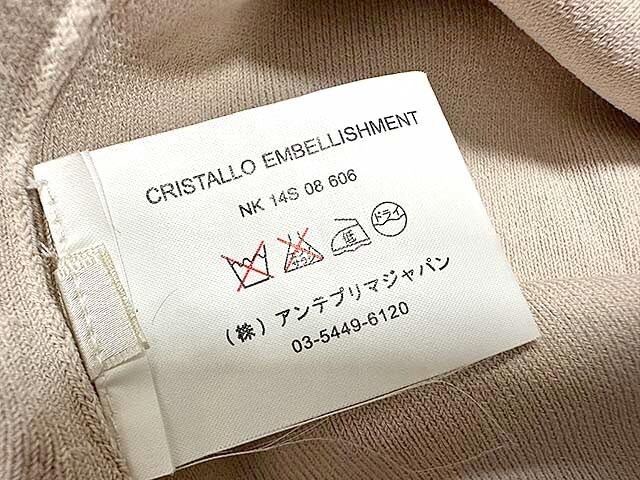 CRISTALLO EMBELLISHMENT
NK 14S 08 606
低 ドライ
(株) アンテプリマジャパン
03-5449-6120